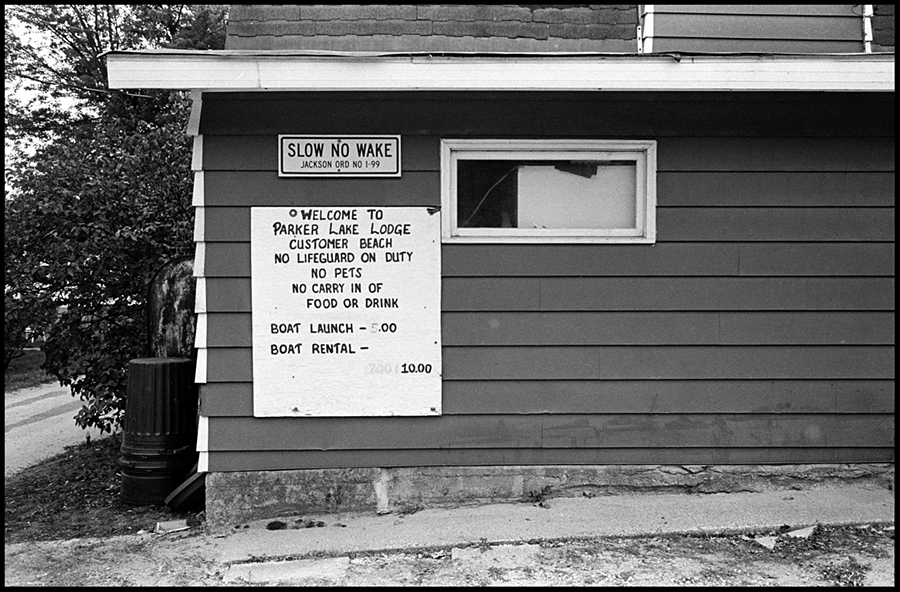 SLOW NO WAKE
JACKSON ORD NO 1-99
WELCOME TO
PARKER LAKE LODGE
CUSTOMER BEACH
NO LIFEGUARD ON DUTY
NO PETS
NO CARRY IN OF
FOOD OR DRINK
BOAT LAUNCH – 5.00
BOAT RENTAL –
10.00